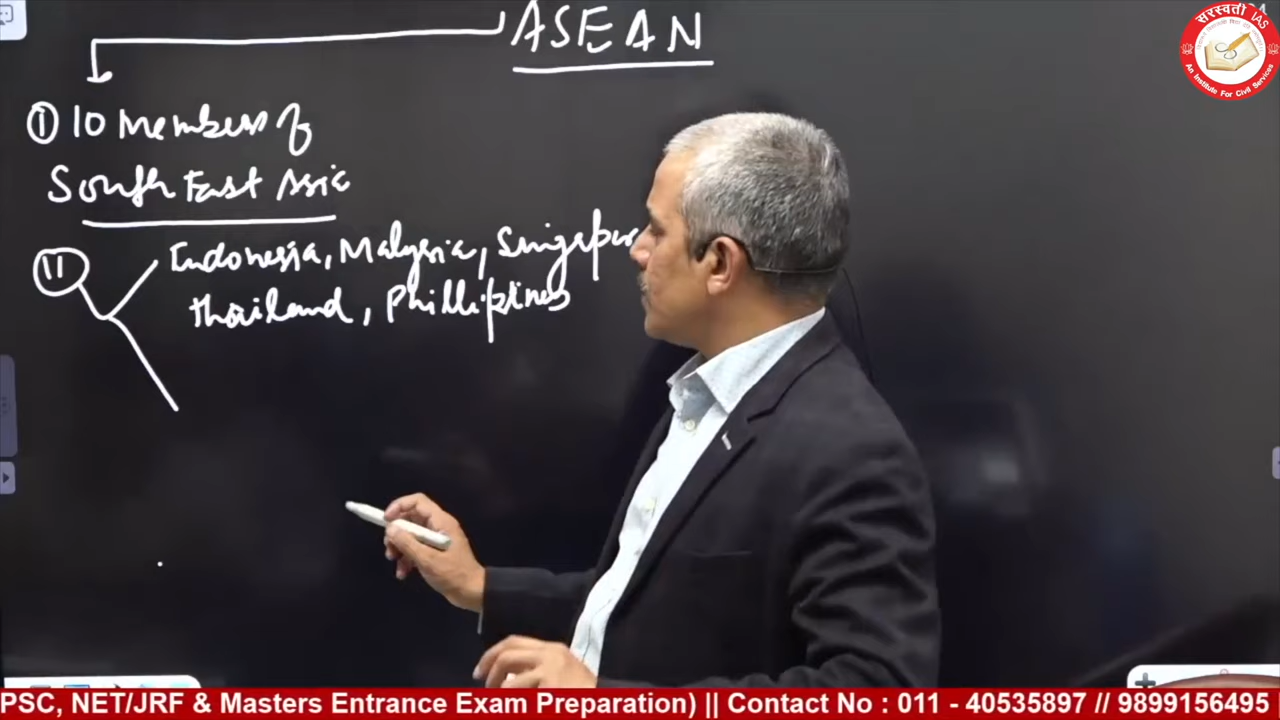 ASEAN
① 10 Members of
South East Asia
11
Indonesia, Malaysia, Singapur
Thailand, Phillipines
सरस्वती IAS
An Institute For Civil Services
PSC, NET/JRF & Masters Entrance Exam Preparation) || Contact No : 011 - 40535897 // 9899156495